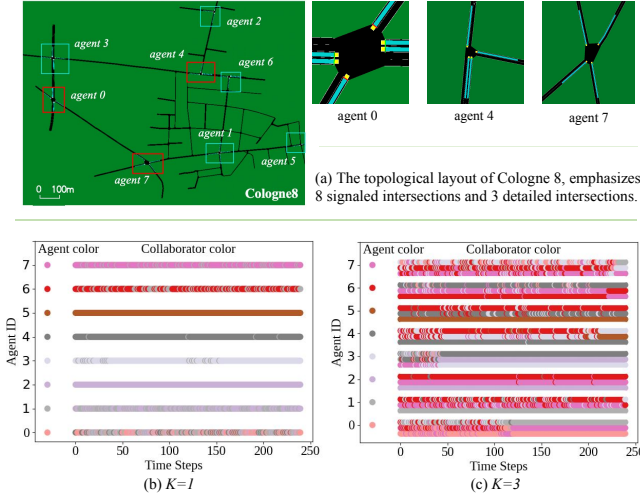 agent 2
agent 3
agent 4
agent 6
agent 0
agent 1
agent 5
agent 7
0 100m
Cologne8
agent 0
agent 4
agent 7
(a) The topological layout of Cologne 8, emphasizes
8 signaled intersections and 3 detailed intersections.
Agent color Collaborator color
Agent ID
7
6
5
4
3
2
1
0
0 50 100 150 200 250
Time Steps
(b) K=1
Agent color Collaborator color
Agent ID
7
6
5
4
3
2
1
0
0 50 100 150 200 250
Time Steps
(c) K=3